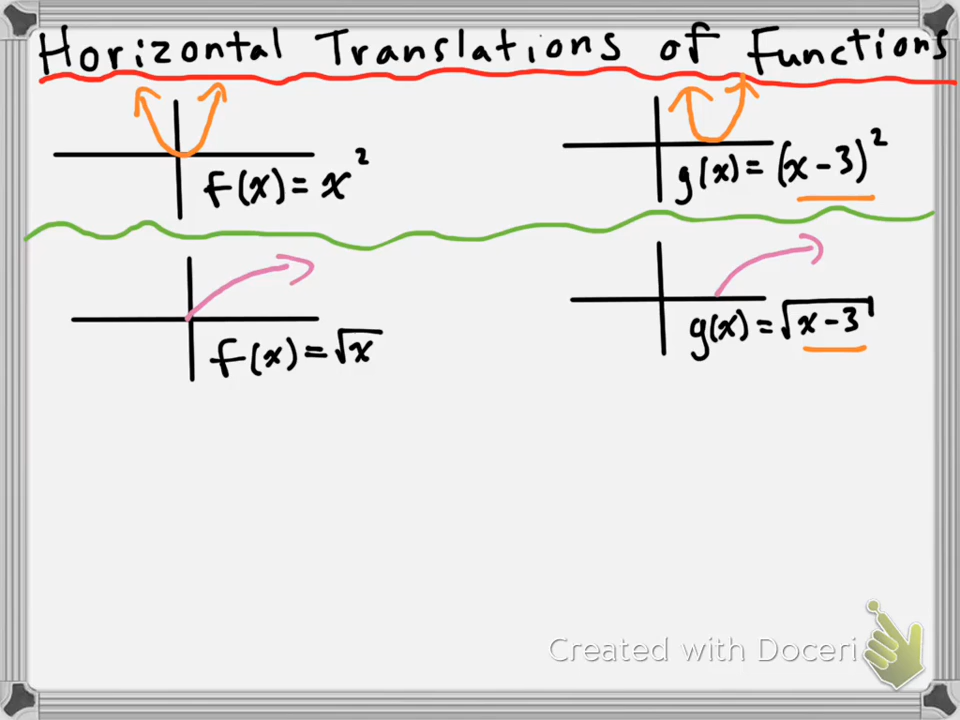 Horizontal Translations of Functions
f(x) = x²
g(x) = (x - 3)²
f(x) = √x
g(x) = √x - 3
Created with Doceri